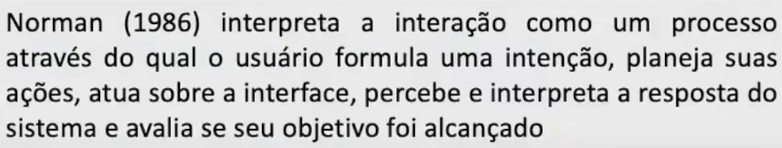 Norman (1986) interpreta a interação como um processo
através do qual o usuário formula uma intenção, planeja suas
ações, atua sobre a interface, percebe e interpreta a resposta do
sistema e avalia se seu objetivo foi alcançado